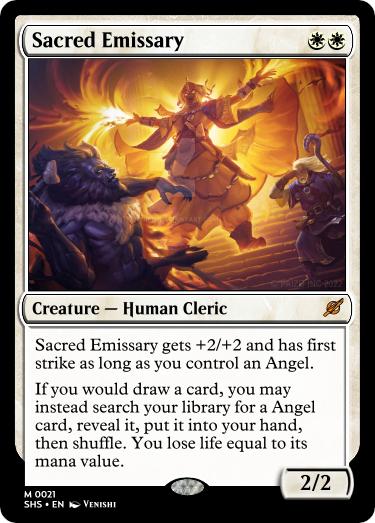 Sacred Emissary
© PAIZO INC 2022
Creature — Human Cleric
Sacred Emissary gets +2/+2 and has first
strike as long as you control an Angel.
If you would draw a card, you may
instead search your library for a Angel
card, reveal it, put it into your hand,
then shuffle. You lose life equal to its
mana value.
2/2
M 0021
SHS • EN Venishi